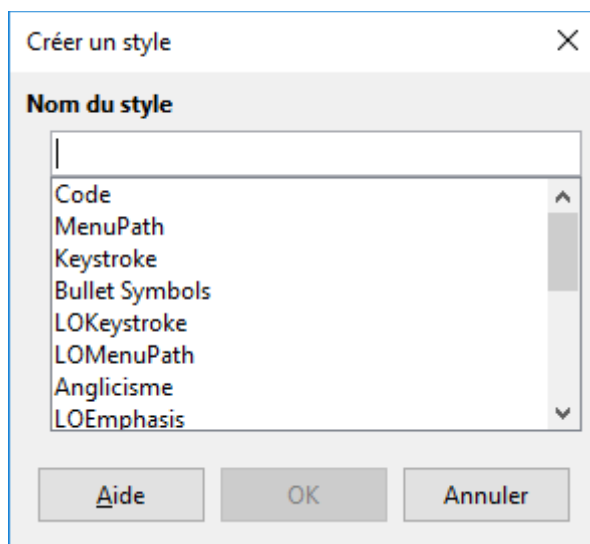 Créer un style
Nom du style
Code
MenuPath
Keystroke
Bullet Symbols
LOKeystroke
LOMenuPath
Anglicisme
LOEmphasis
Aide
OK
Annuler